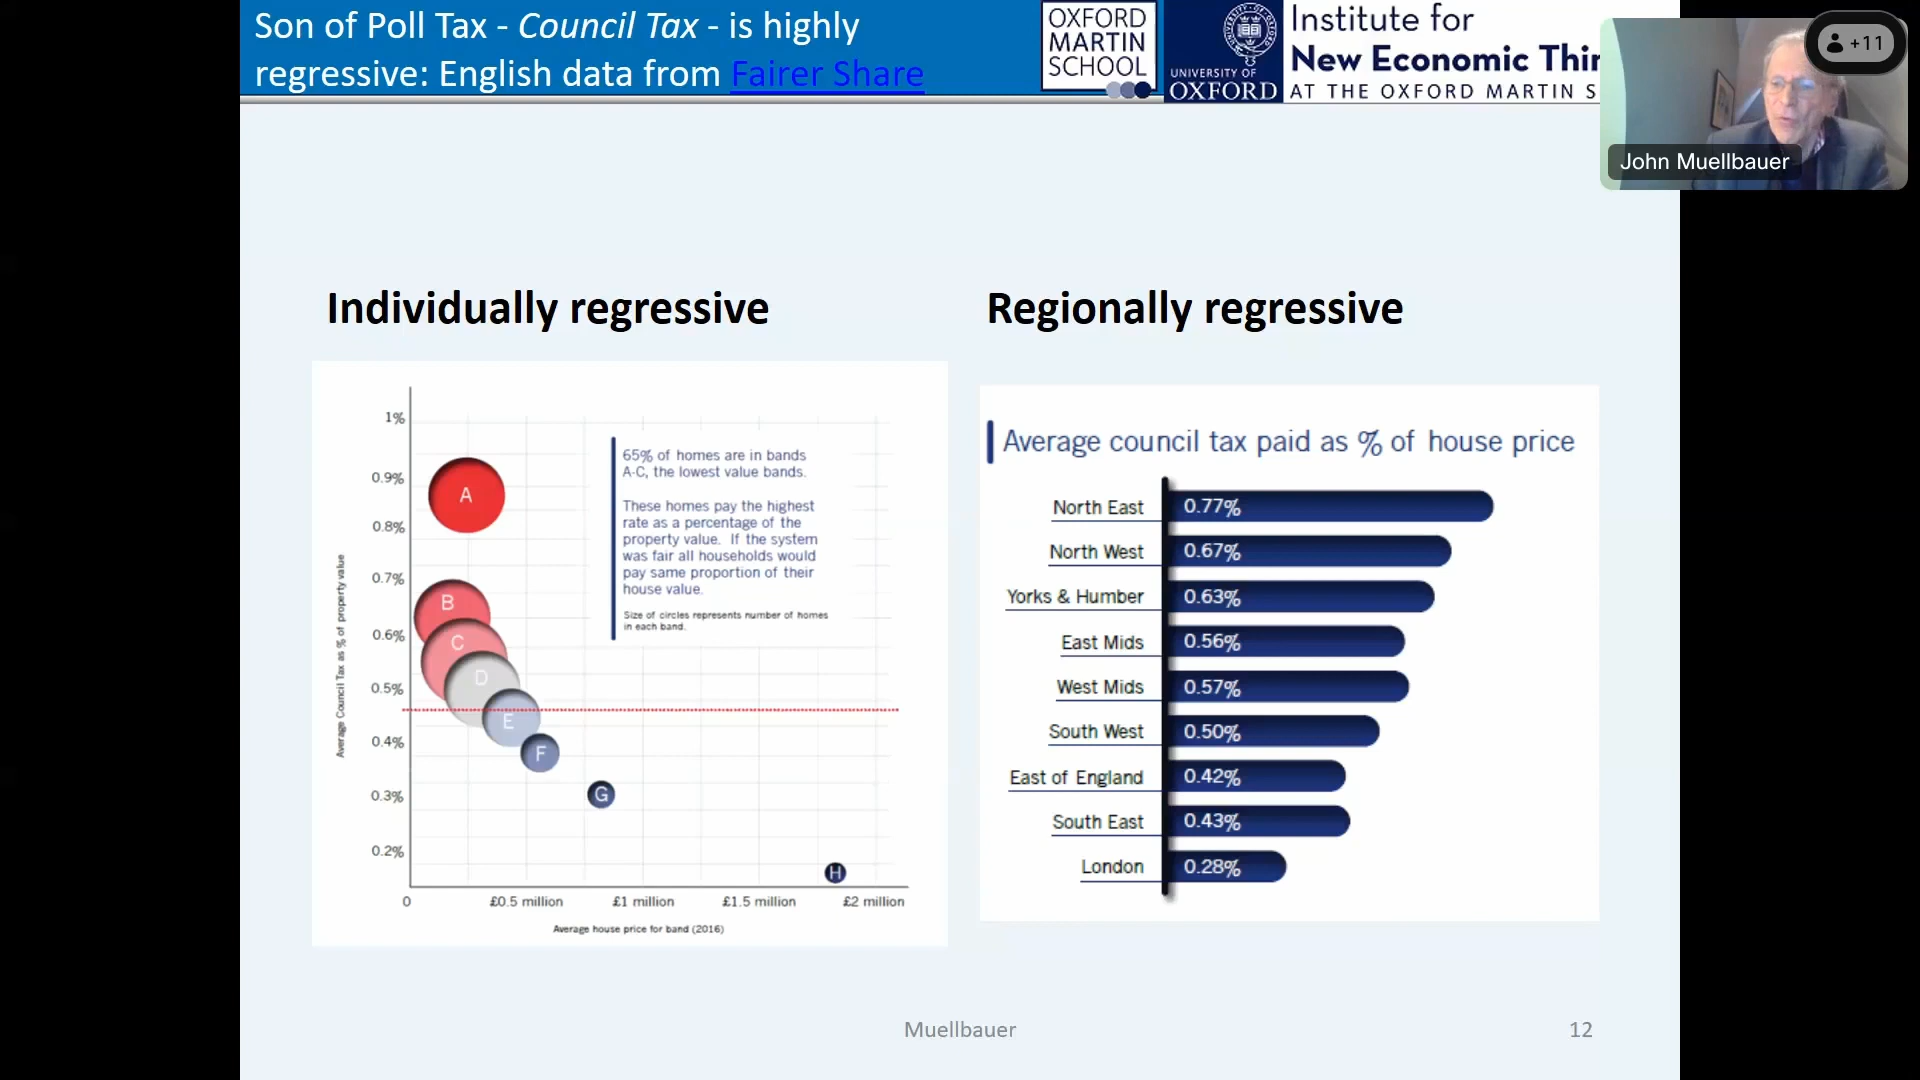 Son of Poll Tax - Council Tax - is highly
regressive: English data from Fairer Share
OXFORD
MARTIN
SCHOOL
UNIVERSITY OF
OXFORD
Institute for
New Economic Thin
AT THE OXFORD MARTIN S
+11
John Muellbauer
Individually regressive
Average Council Tax as % of property value
1%
0.9%
0.8%
0.7%
0.6%
0.5%
0.4%
0.3%
0.2%
A
B
C
D
E
F
G
H
65% of homes are in bands
A-C, the lowest value bands.
These homes pay the highest
rate as a percentage of the
property value. If the system
was fair all households would
pay same proportion of their
house value.
Size of circles represents number of homes
in each band.
0
£0.5 million
£1 million
£1.5 million
£2 million
Average house price for band (2016)
Regionally regressive
Average council tax paid as % of house price
North East 0.77%
North West 0.67%
Yorks & Humber 0.63%
East Mids 0.56%
West Mids 0.57%
South West 0.50%
East of England 0.42%
South East 0.43%
London 0.28%
Muellbauer
12